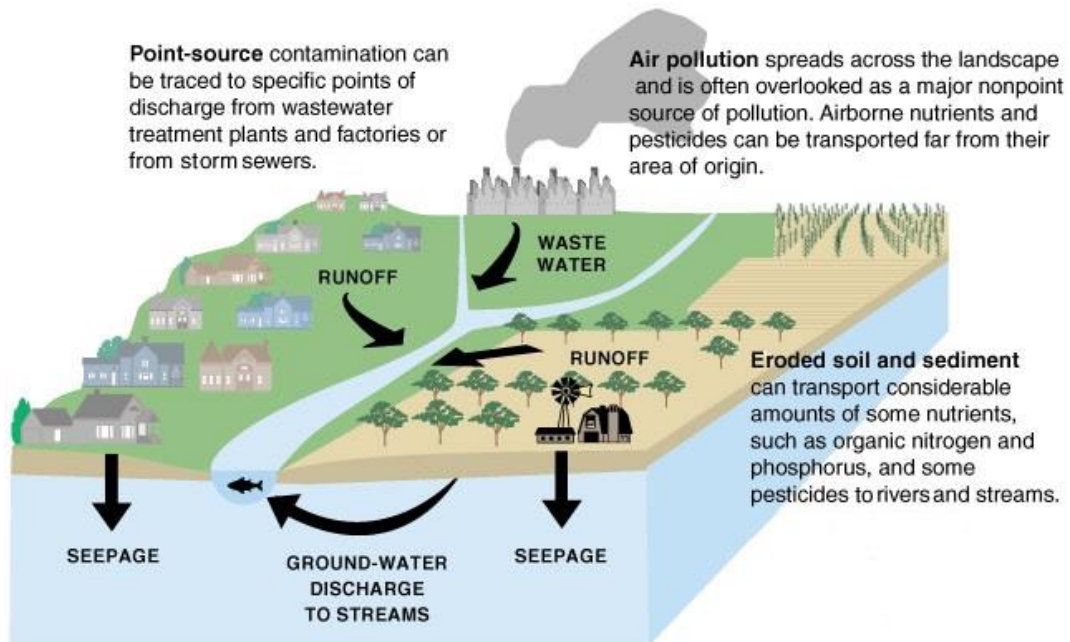 Point-source contamination can
be traced to specific points of
discharge from wastewater
treatment plants and factories or
from storm sewers.
Air pollution spreads across the landscape
and is often overlooked as a major nonpoint
source of pollution. Airborne nutrients and
pesticides can be transported far from their
area of origin.
WASTE
WATER
RUNOFF
RUNOFF
Eroded soil and sediment
can transport considerable
amounts of some nutrients,
such as organic nitrogen and
phosphorus, and some
pesticides to rivers and streams.
SEEPAGE
GROUND-WATER
DISCHARGE
TO STREAMS
SEEPAGE